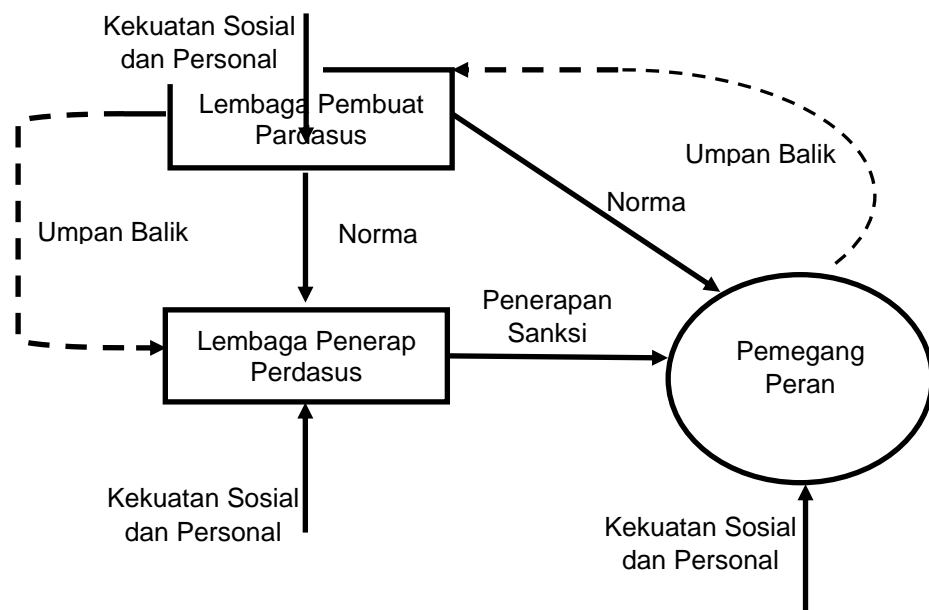 Kekuatan Sosial
dan Personal
Lembaga Pembuat
Pardasus
Umpan Balik
Norma
Umpan Balik
Norma
Penerapan
Sanksi
Lembaga Penerap
Perdasus
Pemegang
Peran
Kekuatan Sosial
dan Personal
Kekuatan Sosial
dan Personal